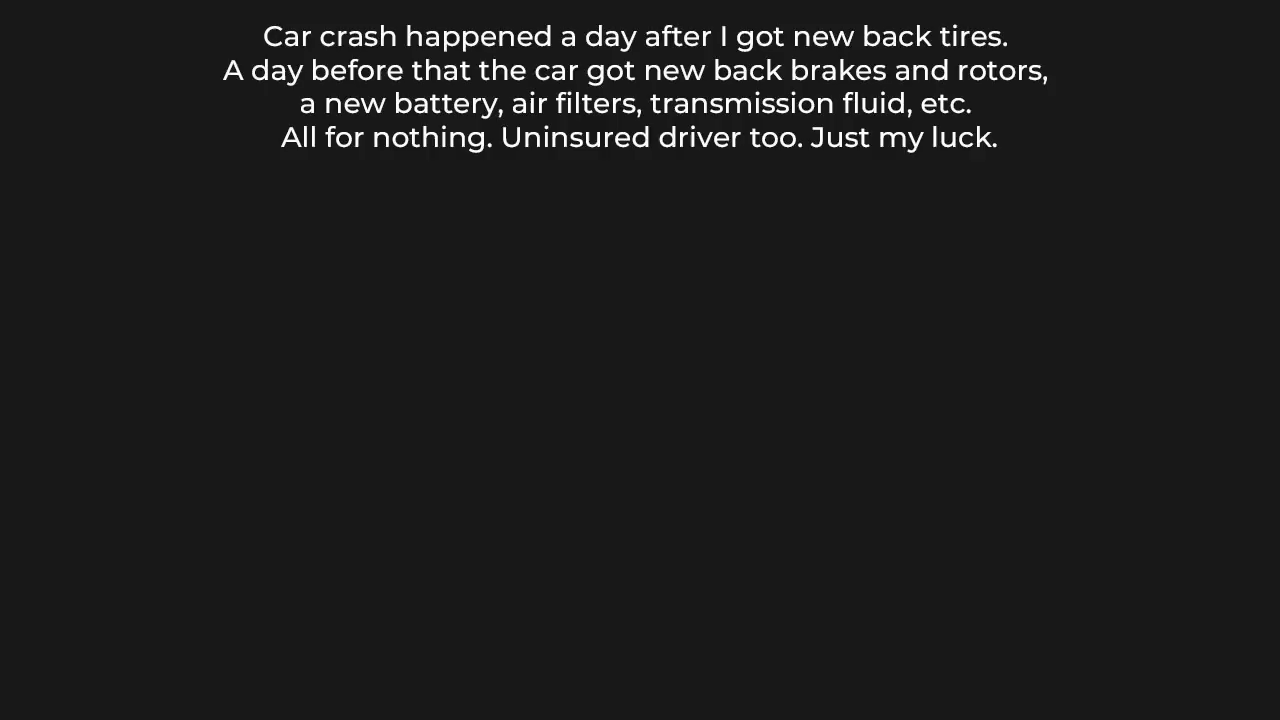 Car crash happened a day after I got new back tires.
A day before that the car got new back brakes and rotors,
a new battery, air filters, transmission fluid, etc.
All for nothing. Uninsured driver too. Just my luck.